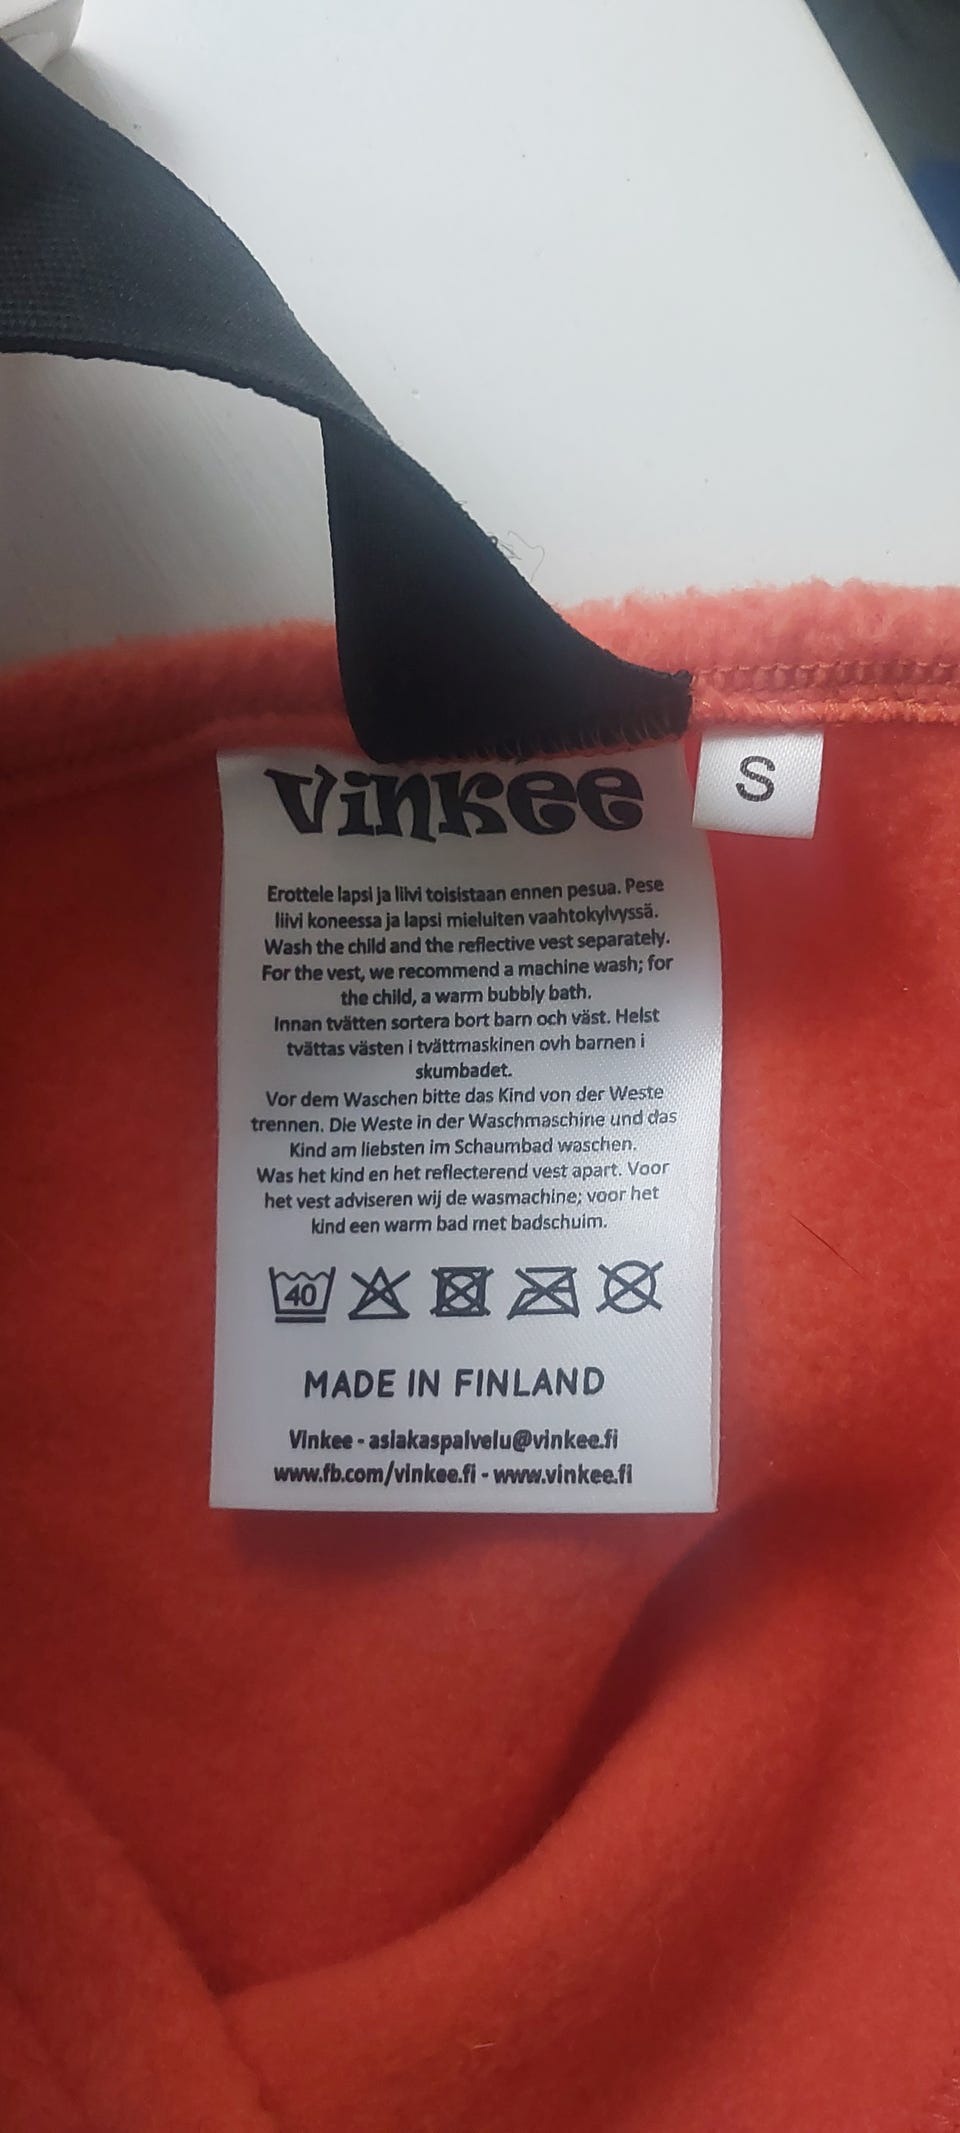 Vinkee
S
Erottele lapsi ja liivi toisistaan ennen pesua. Pese
liivi koneessa ja lapsi mieluiten vaahtokylvyssä.
Wash the child and the reflective vest separately.
For the vest, we recommend a machine wash; for
the child, a warm bubbly bath.
Innan tvätten sortera bort barn och väst. Helst
tvättas västen i tvättmaskinen ovh barnen i
skumbadet.
Vor dem Waschen bitte das Kind von der Weste
trennen. Die Weste in der Waschmaschine und das
Kind am liebsten im Schaumbad waschen.
Was het kind en het reflecterend vest apart. Voor
het vest adviseren wij de wasmachine; voor het
kind een warm bad met badschuim.
40
MADE IN FINLAND
Vinkee - asiakaspalvelu@vinkee.fi
www.fb.com/vinkee.fi - www.vinkee.fi